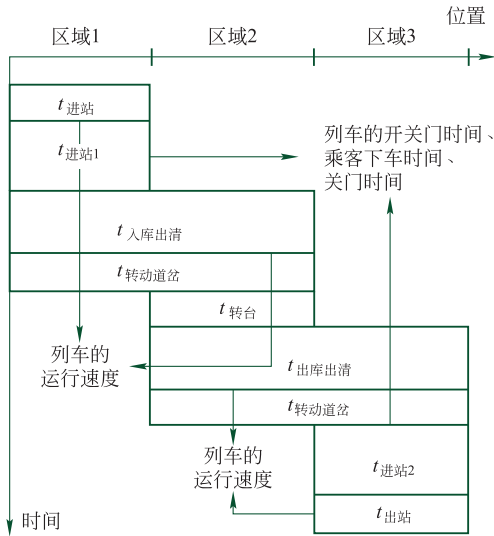 位置
区域1 区域2 区域3
t进站
t进站1
列车的开关门时间、
乘客下车时间、
关门时间
t入库出清
t转动道岔
t转台
列车的
运行速度
t出库出清
t转动道岔
列车的
运行速度
t进站2
t出站
时间